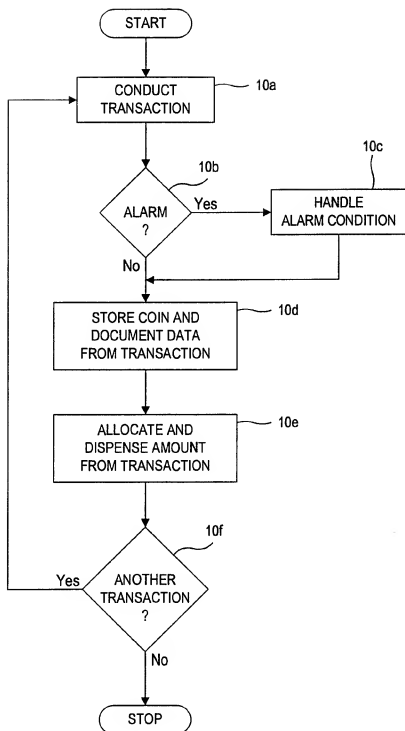 START
CONDUCT
TRANSACTION
10a
10b
10c
ALARM
?
Yes
HANDLE
ALARM CONDITION
No
10d
STORE COIN AND
DOCUMENT DATA
FROM TRANSACTION
10e
ALLOCATE AND
DISPENSE AMOUNT
FROM TRANSACTION
10f
Yes
ANOTHER
TRANSACTION
?
No
STOP